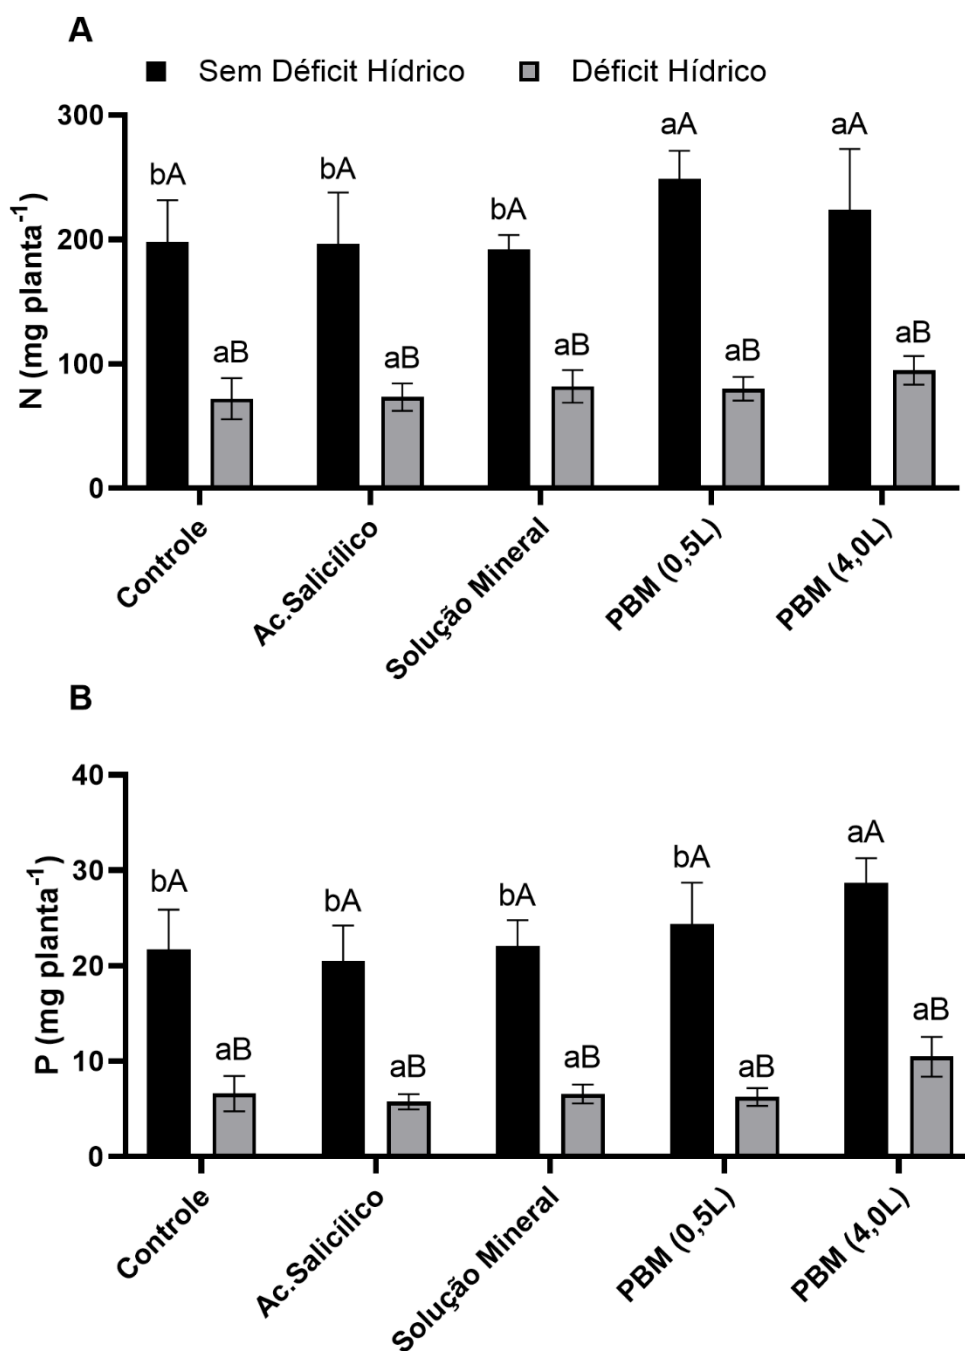 A
Sem Déficit Hídrico Déficit Hídrico
300
200
100
0
N (mg planta⁻¹)
bA bA bA aA aA
aB aB aB aB aB
Controle
Ac.Salicílico
Solução Mineral
PBM (0,5L)
PBM (4,0L)
B
40
30
20
10
0
P (mg planta⁻¹)
bA bA bA bA aA
aB aB aB aB aB
Controle
Ac.Salicílico
Solução Mineral
PBM (0,5L)
PBM (4,0L)